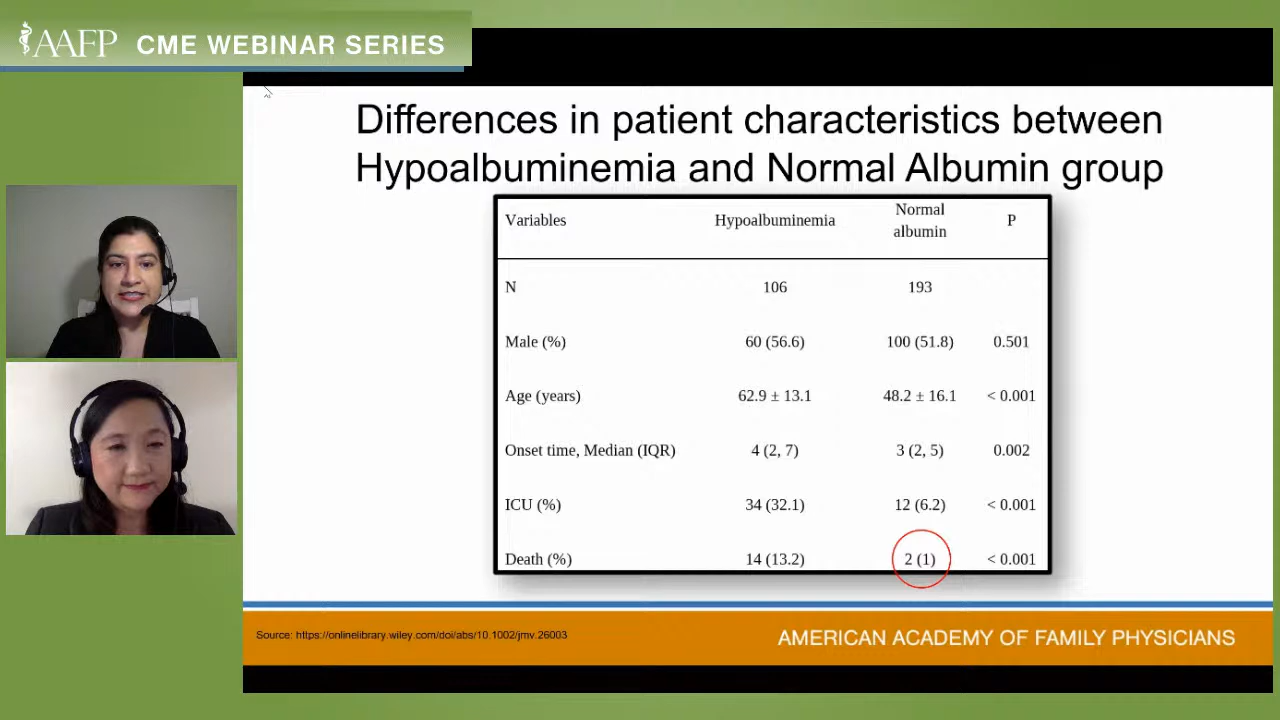 AAFP CME WEBINAR SERIES
Differences in patient characteristics between
Hypoalbuminemia and Normal Albumin group
Variables Hypoalbuminemia Normal albumin P
N 106 193
Male (%) 60 (56.6) 100 (51.8) 0.501
Age (years) 62.9 ± 13.1 48.2 ± 16.1 < 0.001
Onset time, Median (IQR) 4 (2, 7) 3 (2, 5) 0.002
ICU (%) 34 (32.1) 12 (6.2) < 0.001
Death (%) 14 (13.2) 2 (1) < 0.001
Source: https://onlinelibrary.wiley.com/doi/abs/10.1002/jmv.26003
AMERICAN ACADEMY OF FAMILY PHYSICIANS